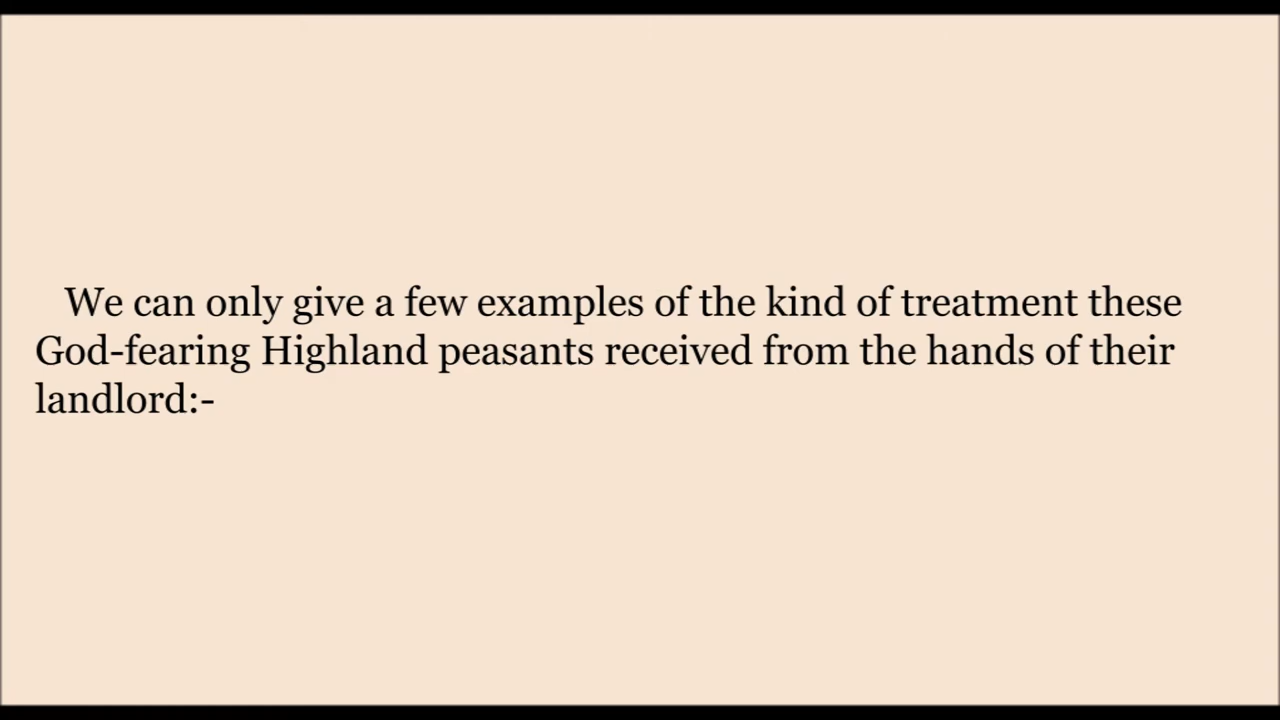 We can only give a few examples of the kind of treatment these
God-fearing Highland peasants received from the hands of their
landlord:-